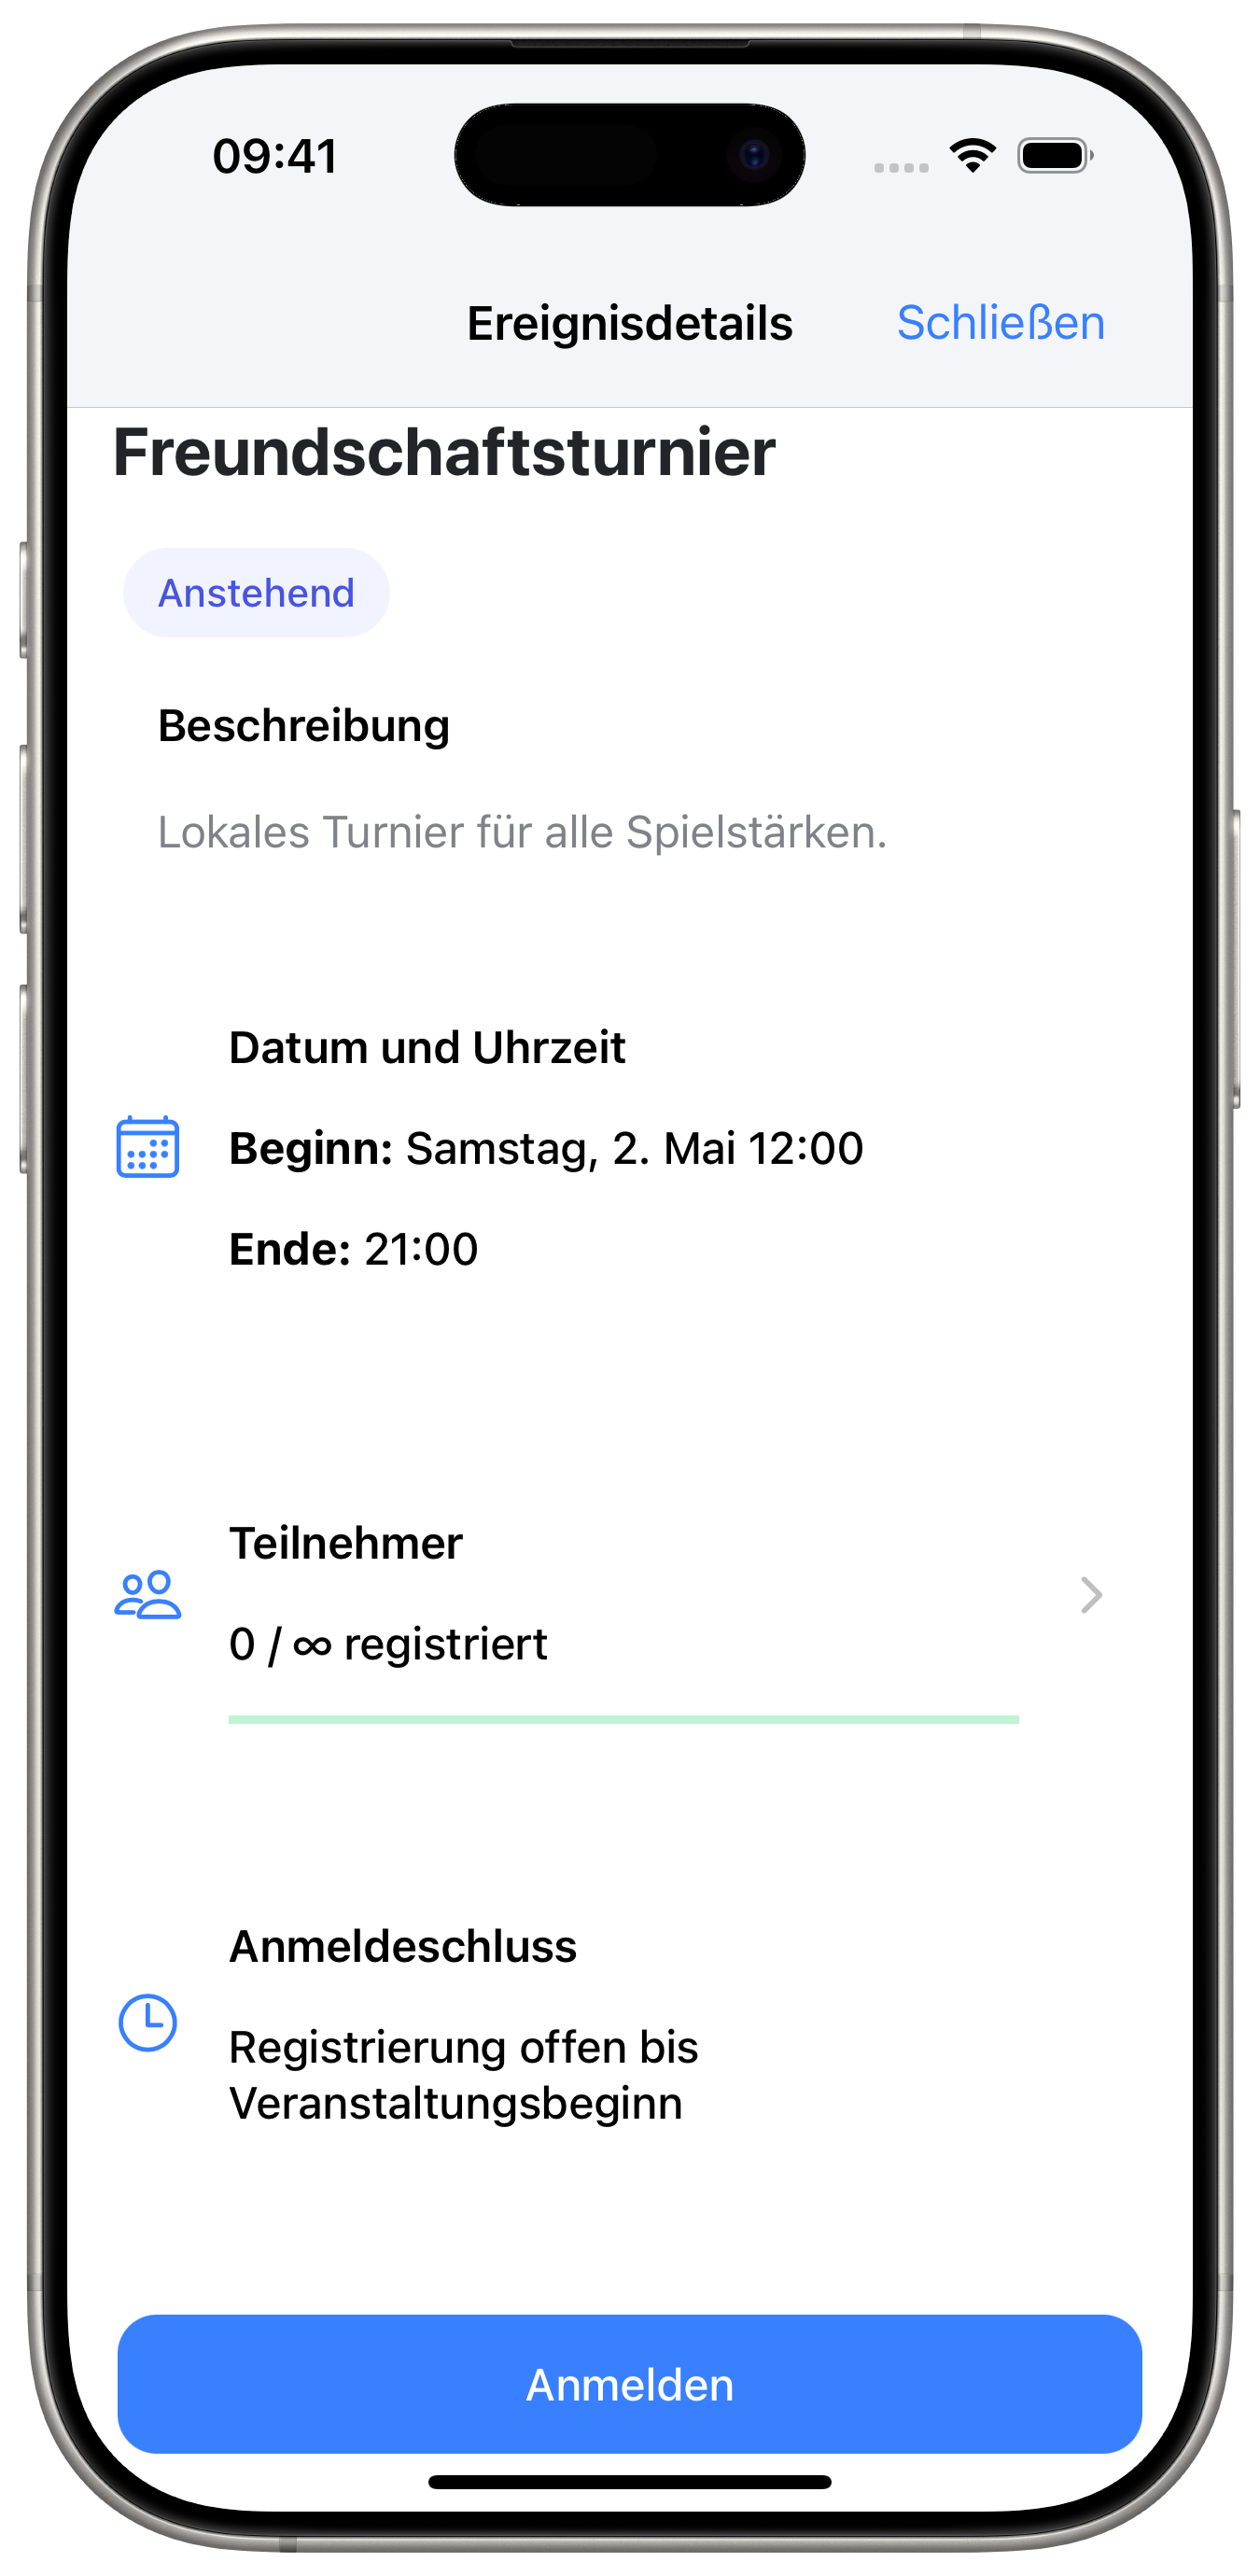 09:41
Ereignisdetails
Schließen
Freundschaftsturnier
Anstehend
Beschreibung
Lokales Turnier für alle Spielstärken.
Datum und Uhrzeit
Beginn: Samstag, 2. Mai 12:00
Ende: 21:00
Teilnehmer
0 / ∞ registriert
Anmeldeschluss
Registrierung offen bis
Veranstaltungsbeginn
Anmelden